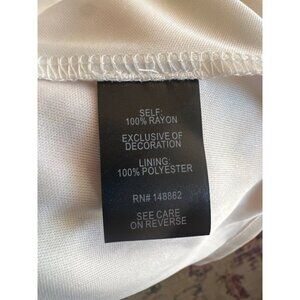 SELF:
100% RAYON
EXCLUSIVE OF
DECORATION
LINING:
100% POLYESTER
RN# 148862
SEE CARE
ON REVERSE